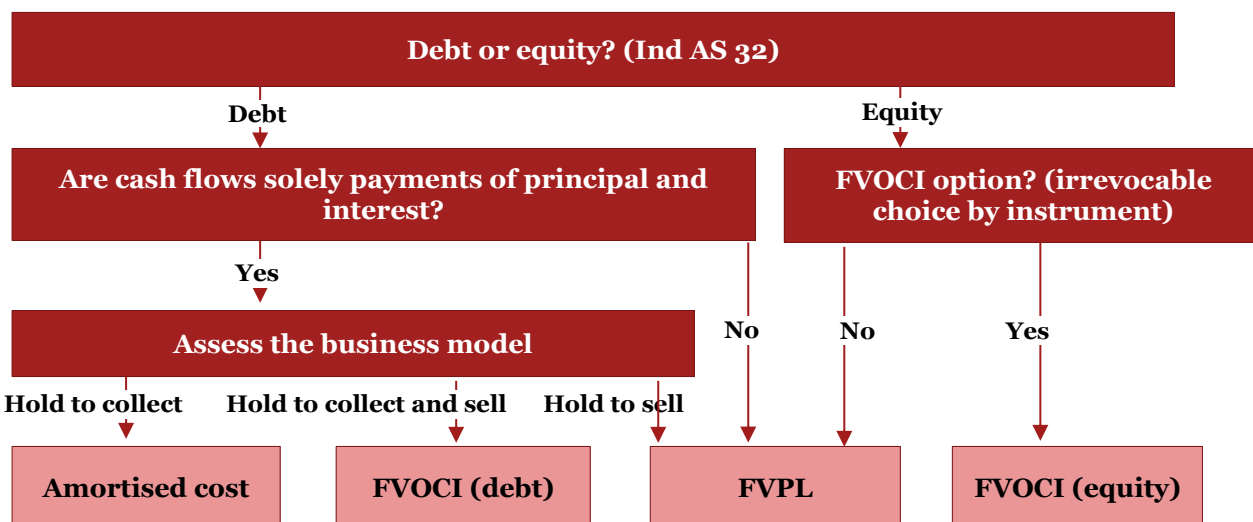 Debt or equity? (Ind AS 32)
Debt
Equity
Are cash flows solely payments of principal and
interest?
FVOCI option? (irrevocable
choice by instrument)
Yes
Assess the business model
No
No
Yes
Hold to collect
Hold to collect and sell
Hold to sell
Amortised cost
FVOCI (debt)
FVPL
FVOCI (equity)